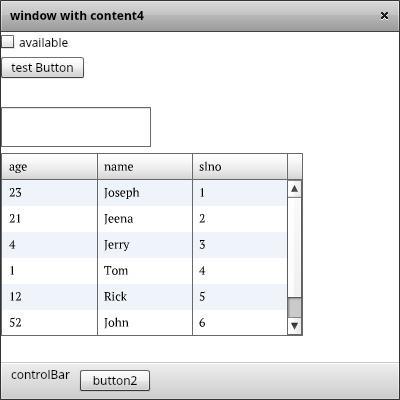 window with content4
available
test Button
age name slno
23 Joseph 1
21 Jeena 2
4 Jerry 3
1 Tom 4
12 Rick 5
52 John 6
controlBar button2